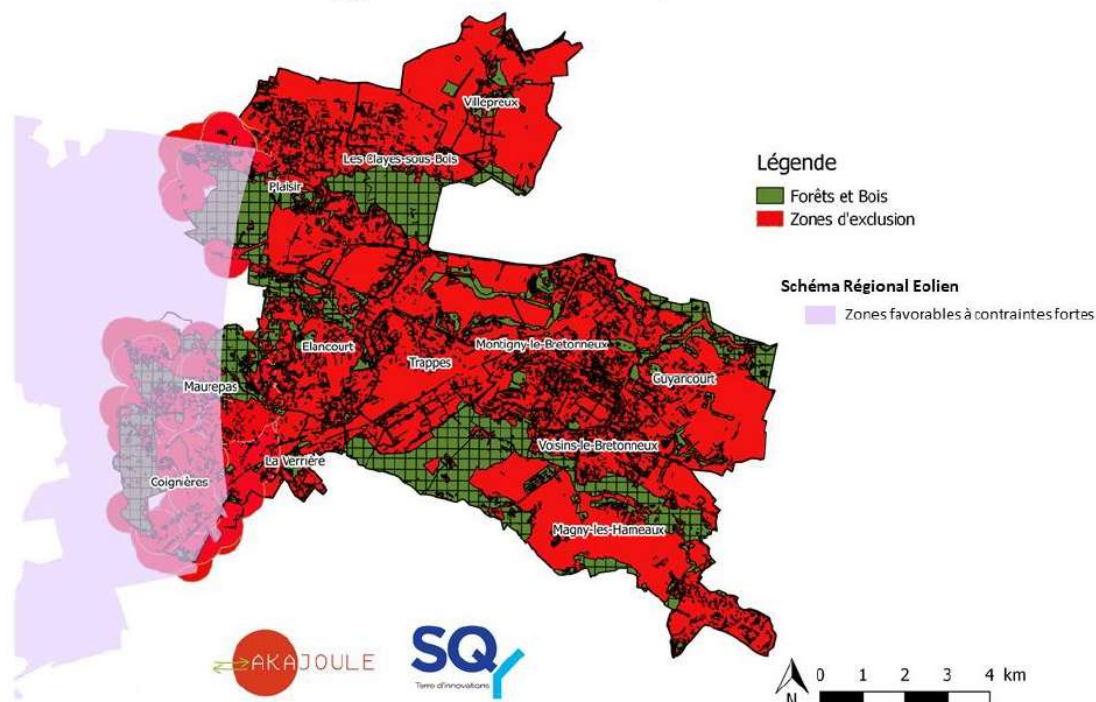 Villepreux
Les Clayes-sous-Bois
Plaisir
Légende
Forêts et Bois
Zones d'exclusion
Schéma Régional Eolien
Zones favorables à contraintes fortes
Elancourt
Montigny-le-Bretonneux
Trappes
Guyancourt
Maurepas
Voisins-le-Bretonneux
La Verrière
Coignières
Magny-les-Hameaux
AKAJOULE
SQY
Terre d'innovations
N
0 1 2 3 4 km